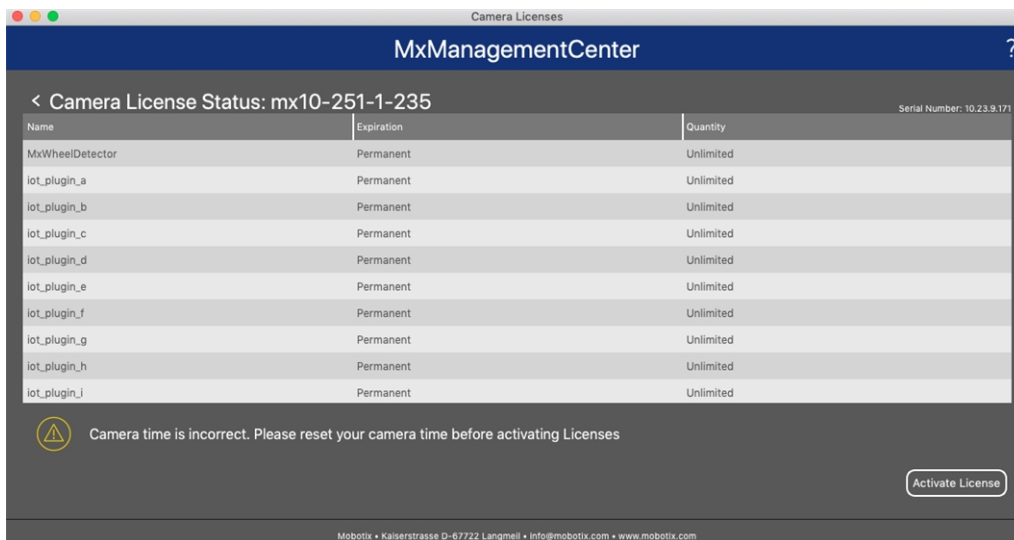 Camera Licenses
MxManagementCenter
?
< Camera License Status: mx10-251-1-235
Serial Number: 10.23.9.171
Name Expiration Quantity
MxWheelDetector Permanent Unlimited
iot_plugin_a Permanent Unlimited
iot_plugin_b Permanent Unlimited
iot_plugin_c Permanent Unlimited
iot_plugin_d Permanent Unlimited
iot_plugin_e Permanent Unlimited
iot_plugin_f Permanent Unlimited
iot_plugin_g Permanent Unlimited
iot_plugin_h Permanent Unlimited
iot_plugin_i Permanent Unlimited
Camera time is incorrect. Please reset your camera time before activating Licenses
Activate License
Mobotix • Kaiserstrasse D-67722 Langmeil • info@mobotix.com • www.mobotix.com